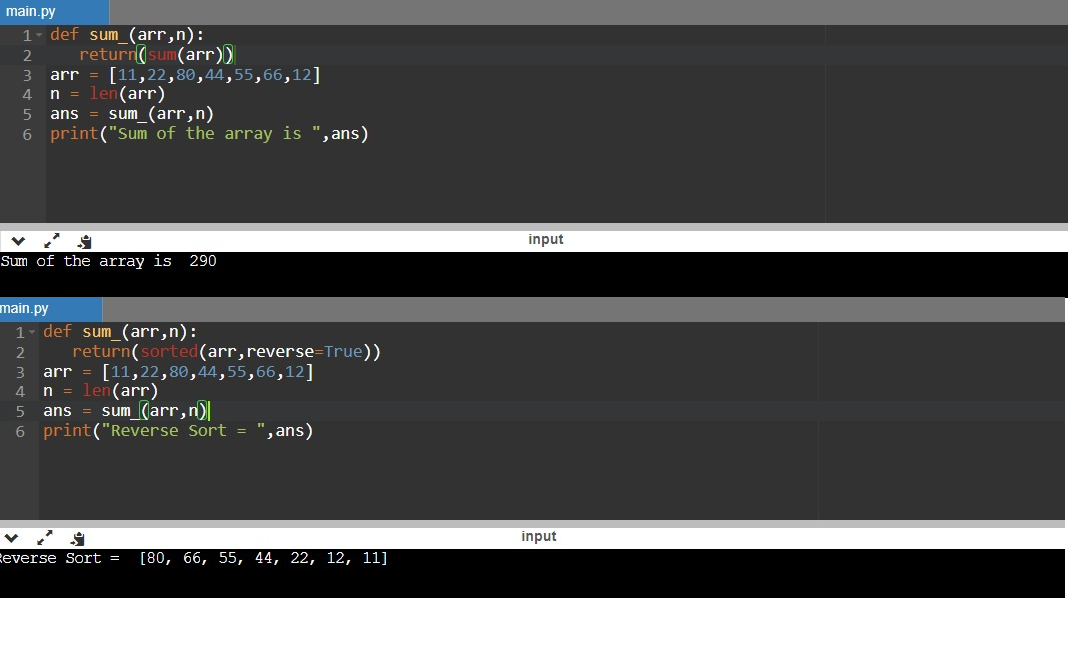 main.py
1 def sum_(arr,n):
2 return(sum(arr))
3 arr = [11,22,80,44,55,66,12]
4 n = len(arr)
5 ans = sum_(arr,n)
6 print("Sum of the array is ",ans)
input
Sum of the array is  290
main.py
1 def sum_(arr,n):
2 return(sorted(arr,reverse=True))
3 arr = [11,22,80,44,55,66,12]
4 n = len(arr)
5 ans = sum_(arr,n)
6 print("Reverse Sort = ",ans)
input
Reverse Sort =  [80, 66, 55, 44, 22, 12, 11]